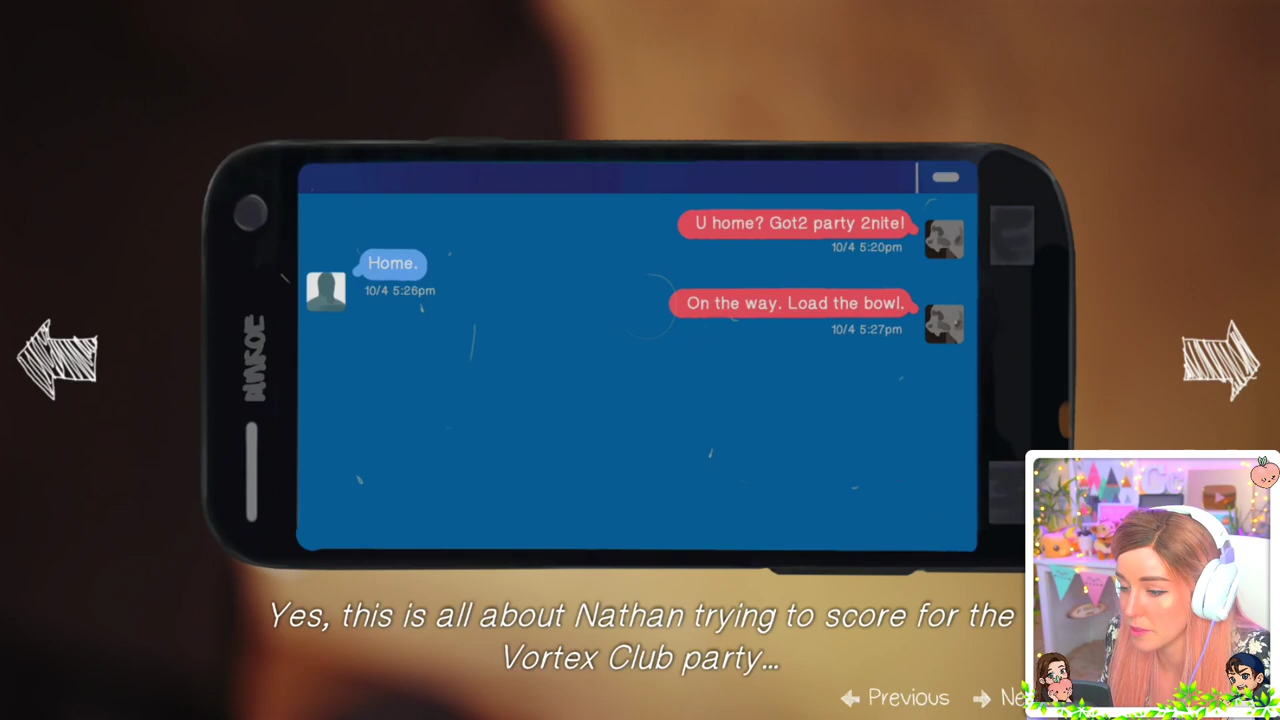 U home? Got2 party 2nite!
10/4 5:20pm
Home.
10/4 5:26pm
On the way. Load the bowl.
10/4 5:27pm
Yes, this is all about Nathan trying to score for the
Vortex Club party...
Previous